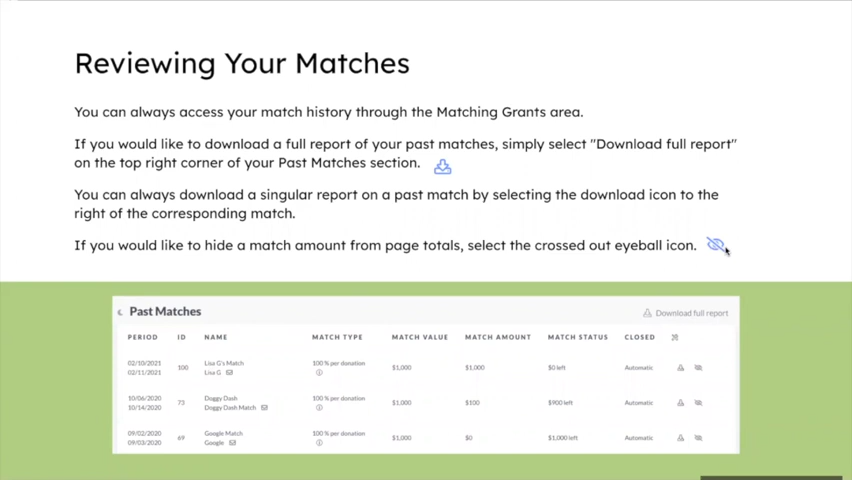 Reviewing Your Matches
You can always access your match history through the Matching Grants area.
If you would like to download a full report of your past matches, simply select "Download full report"
on the top right corner of your Past Matches section.
You can always download a singular report on a past match by selecting the download icon to the
right of the corresponding match.
If you would like to hide a match amount from page totals, select the crossed out eyeball icon.
Past Matches
Download full report
PERIOD ID NAME MATCH TYPE MATCH VALUE MATCH AMOUNT MATCH STATUS CLOSED
02/10/2021 Lisa G's Match 100% per donation
100 $1,000 $1,000 $0 left Automatic
02/11/2021 Lisa G
10/06/2020 Doggy Dash 100% per donation
73 $1,000 $100 $900 left Automatic
10/14/2020 Doggy Dash Match
09/02/2020 Google Match 100% per donation
69 $1,000 $0 $1,000 left Automatic
09/03/2020 Google